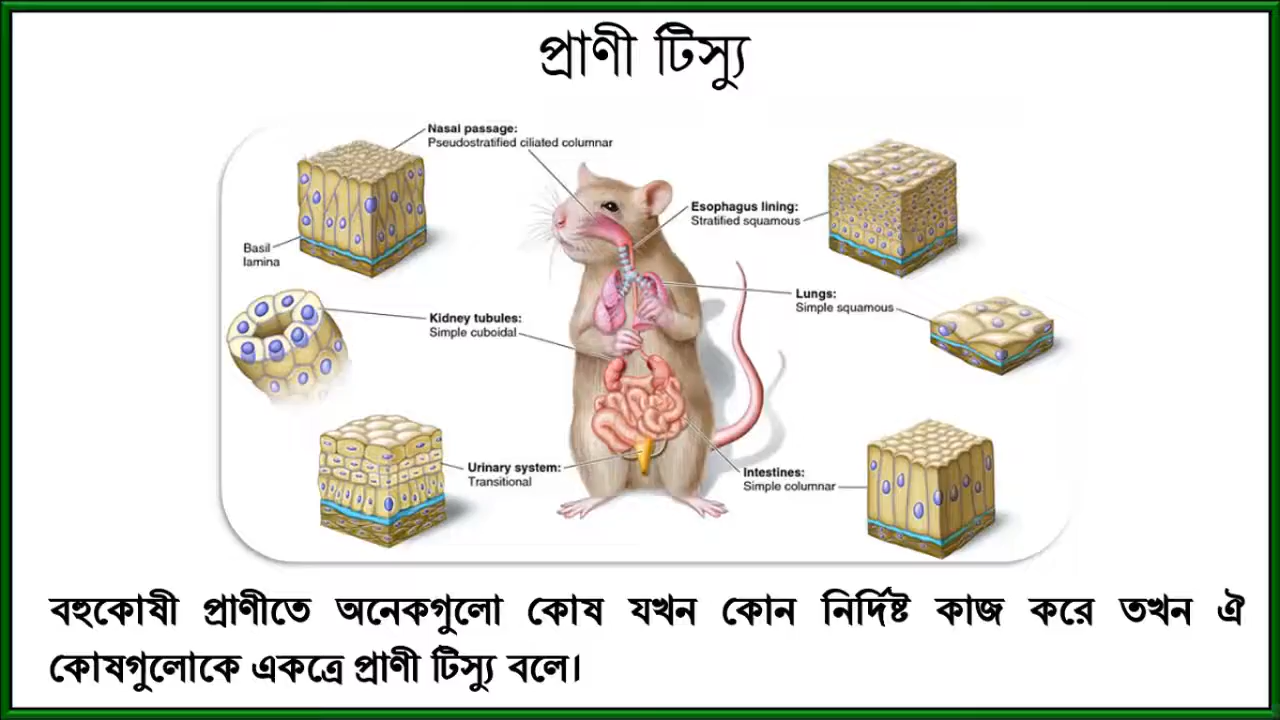 প্রাণী টিস্যু
Nasal passage:
Pseudostratified ciliated columnar
Esophagus lining:
Stratified squamous
Basil
lamina
Lungs:
Simple squamous
Kidney tubules:
Simple cuboidal
Urinary system:
Transitional
Intestines:
Simple columnar
বহুকোষী প্রাণীতে অনেকগুলো কোষ যখন কোন নির্দিষ্ট কাজ করে তখন ঐ
কোষগুলোকে একত্রে প্রাণী টিস্যু বলে।